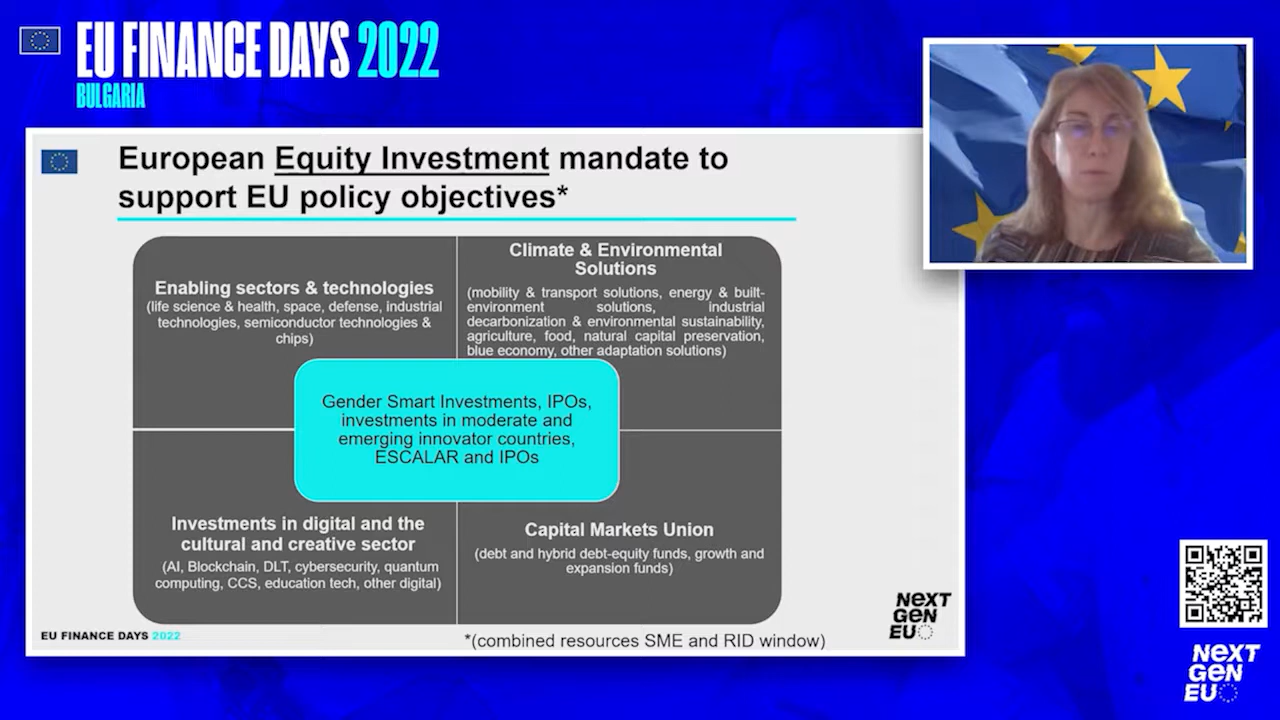 EU FINANCE DAYS 2022
BULGARIA
European Equity Investment mandate to
support EU policy objectives*
Enabling sectors & technologies
(life science & health, space, defense, industrial
technologies, semiconductor technologies &
chips)
Climate & Environmental
Solutions
(mobility & transport solutions, energy & built-
environment solutions, industrial
decarbonization & environmental sustainability,
agriculture, food, natural capital preservation,
blue economy, other adaptation solutions)
Gender Smart Investments, IPOs,
investments in moderate and
emerging innovator countries,
ESCALAR and IPOs
Investments in digital and the
cultural and creative sector
(AI, Blockchain, DLT, cybersecurity, quantum
computing, CCS, education tech, other digital)
Capital Markets Union
(debt and hybrid debt-equity funds, growth and
expansion funds)
NEXT
GEN
EU
EU FINANCE DAYS 2022
*(combined resources SME and RID window)
NEXT
GEN
EU